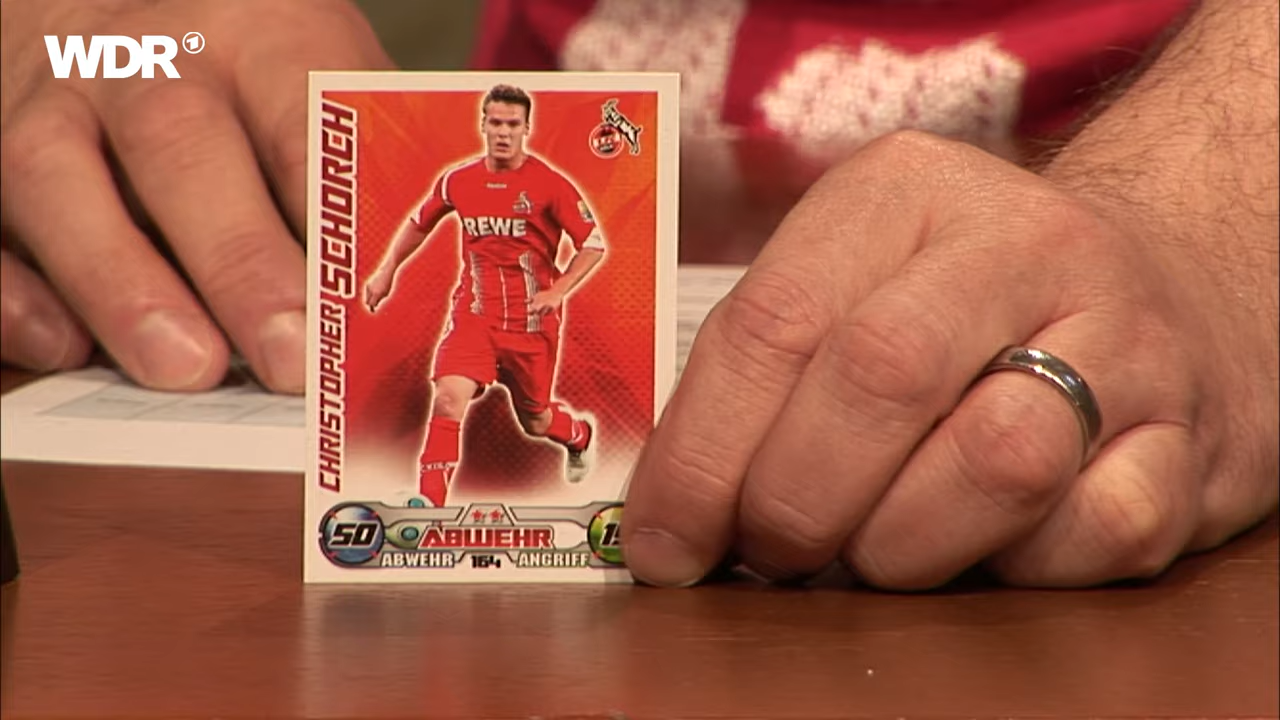 WDR
CHRISTOPHER SCHORCH
REWE
50
ABWEHR
ABWEHR 164 ANGRIFF